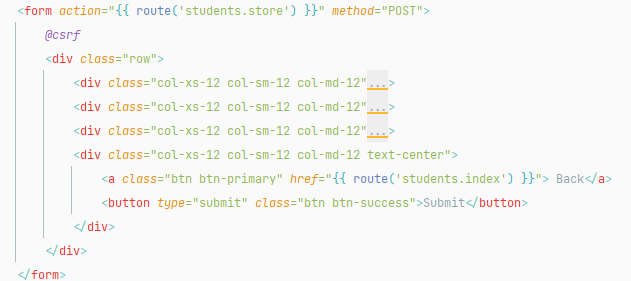 <form action="{{ route('students.store') }}" method="POST">
@csrf
<div class="row">
<div class="col-xs-12 col-sm-12 col-md-12"...>
<div class="col-xs-12 col-sm-12 col-md-12"...>
<div class="col-xs-12 col-sm-12 col-md-12"...>
<div class="col-xs-12 col-sm-12 col-md-12 text-center">
<a class="btn btn-primary" href="{{ route('students.index') }}"> Back</a>
<button type="submit" class="btn btn-success">Submit</button>
</div>
</div>
</form>